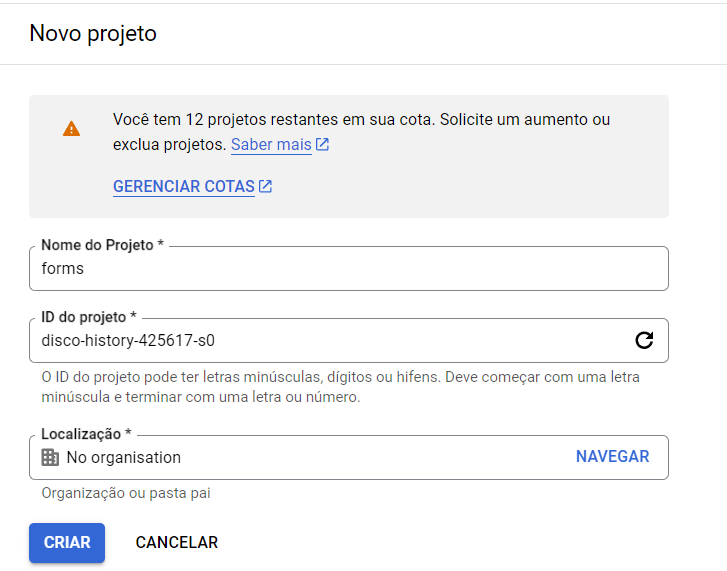 Novo projeto
Você tem 12 projetos restantes em sua cota. Solicite um aumento ou
exclua projetos. Saber mais
GERENCIAR COTAS
Nome do Projeto *
forms
ID do projeto *
disco-history-425617-s0
O ID do projeto pode ter letras minúsculas, dígitos ou hifens. Deve começar com uma letra
minúscula e terminar com uma letra ou número.
Localização *
No organisation NAVEGAR
Organização ou pasta pai
CRIAR CANCELAR